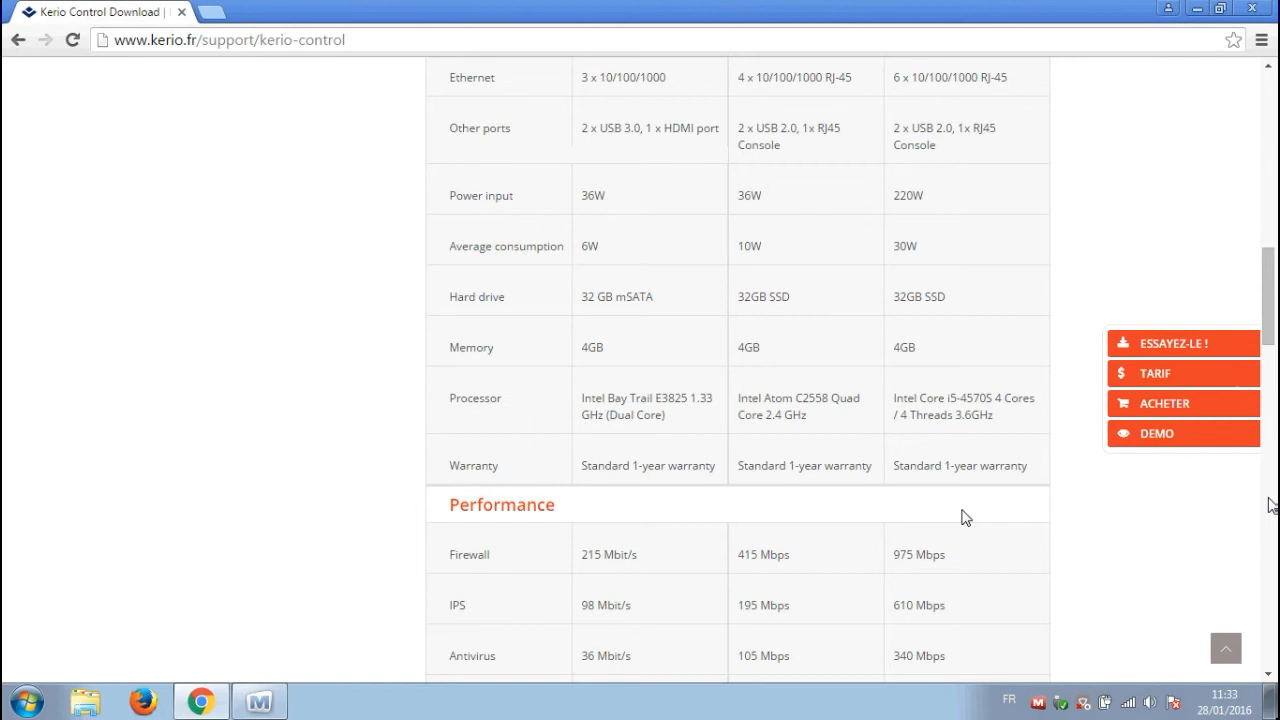 Kerio Control Download |
www.kerio.fr/support/kerio-control
Ethernet 3 x 10/100/1000 4 x 10/100/1000 RJ-45 6 x 10/100/1000 RJ-45
Other ports 2 x USB 3.0, 1 x HDMI port 2 x USB 2.0, 1x RJ45 Console 2 x USB 2.0, 1x RJ45 Console
Power input 36W 36W 220W
Average consumption 6W 10W 30W
Hard drive 32 GB mSATA 32GB SSD 32GB SSD
Memory 4GB 4GB 4GB
Processor Intel Bay Trail E3825 1.33 GHz (Dual Core) Intel Atom C2558 Quad Core 2.4 GHz Intel Core i5-4570S 4 Cores / 4 Threads 3.6GHz
Warranty Standard 1-year warranty Standard 1-year warranty Standard 1-year warranty
Performance
Firewall 215 Mbit/s 415 Mbps 975 Mbps
IPS 98 Mbit/s 195 Mbps 610 Mbps
Antivirus 36 Mbit/s 105 Mbps 340 Mbps
ESSAYEZ-LE !
$ TARIF
ACHETER
DEMO
M
FR
M
11:33
28/01/2016